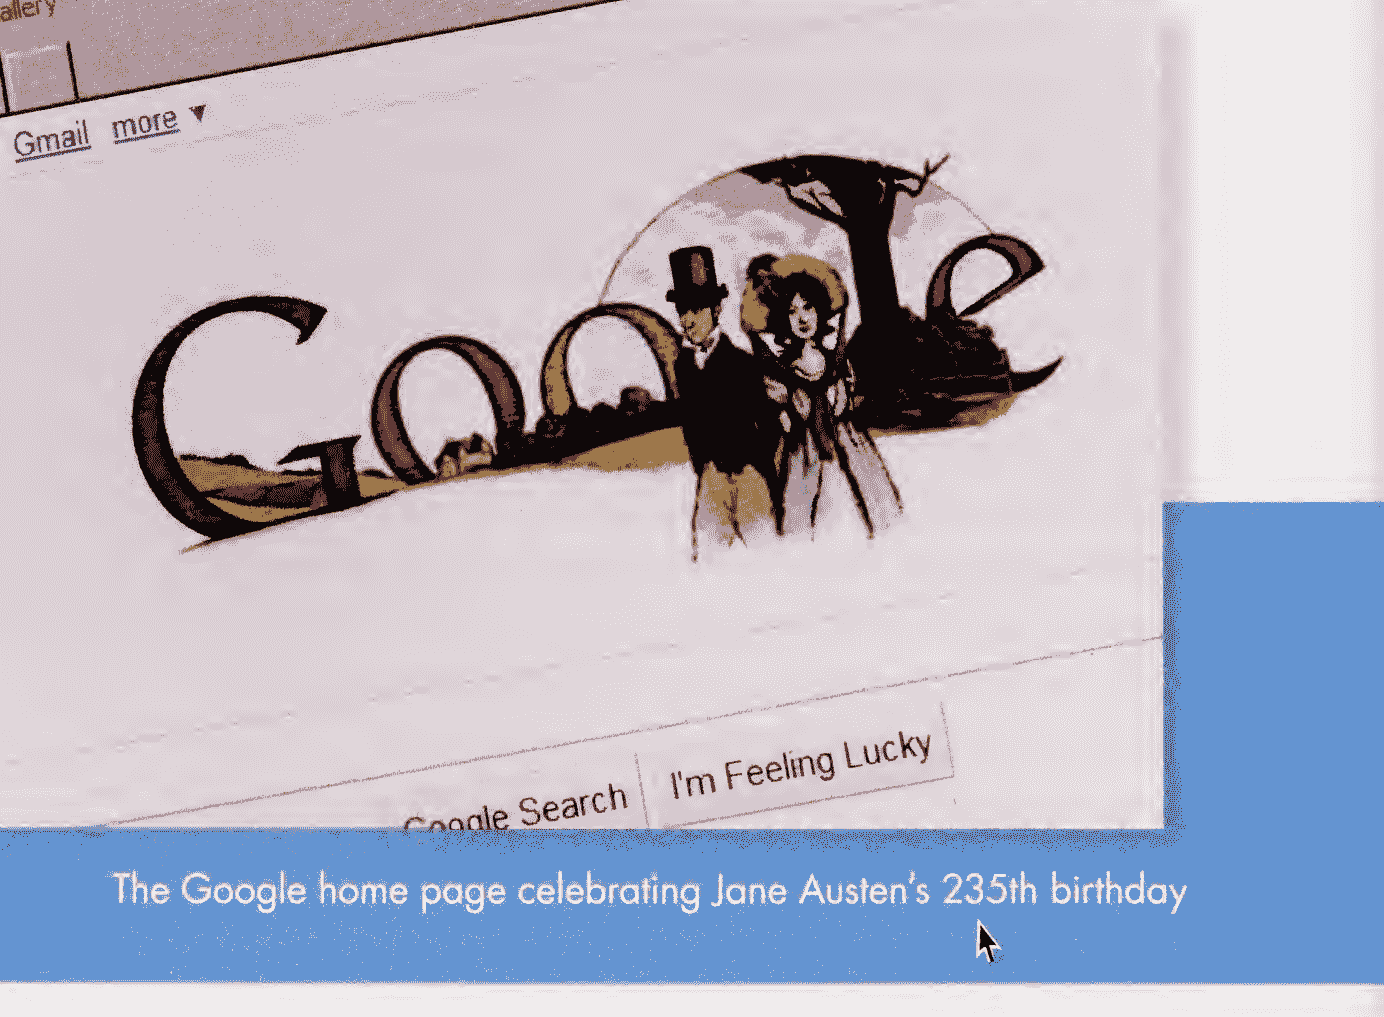 allery
Gmail more ▼
Google
Google Search
I'm Feeling Lucky
The Google home page celebrating Jane Austen's 235th birthday